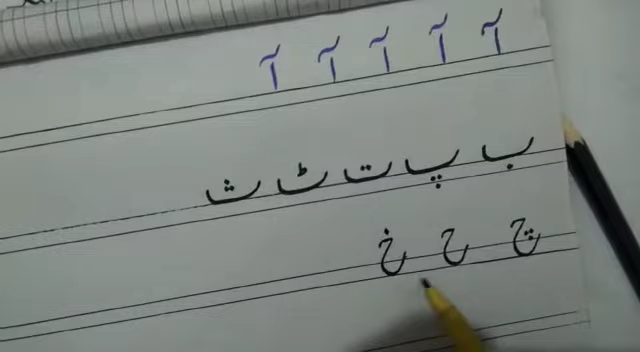 آ آ آ آ آ
ب پ ت ٹ ث
چ ح خ